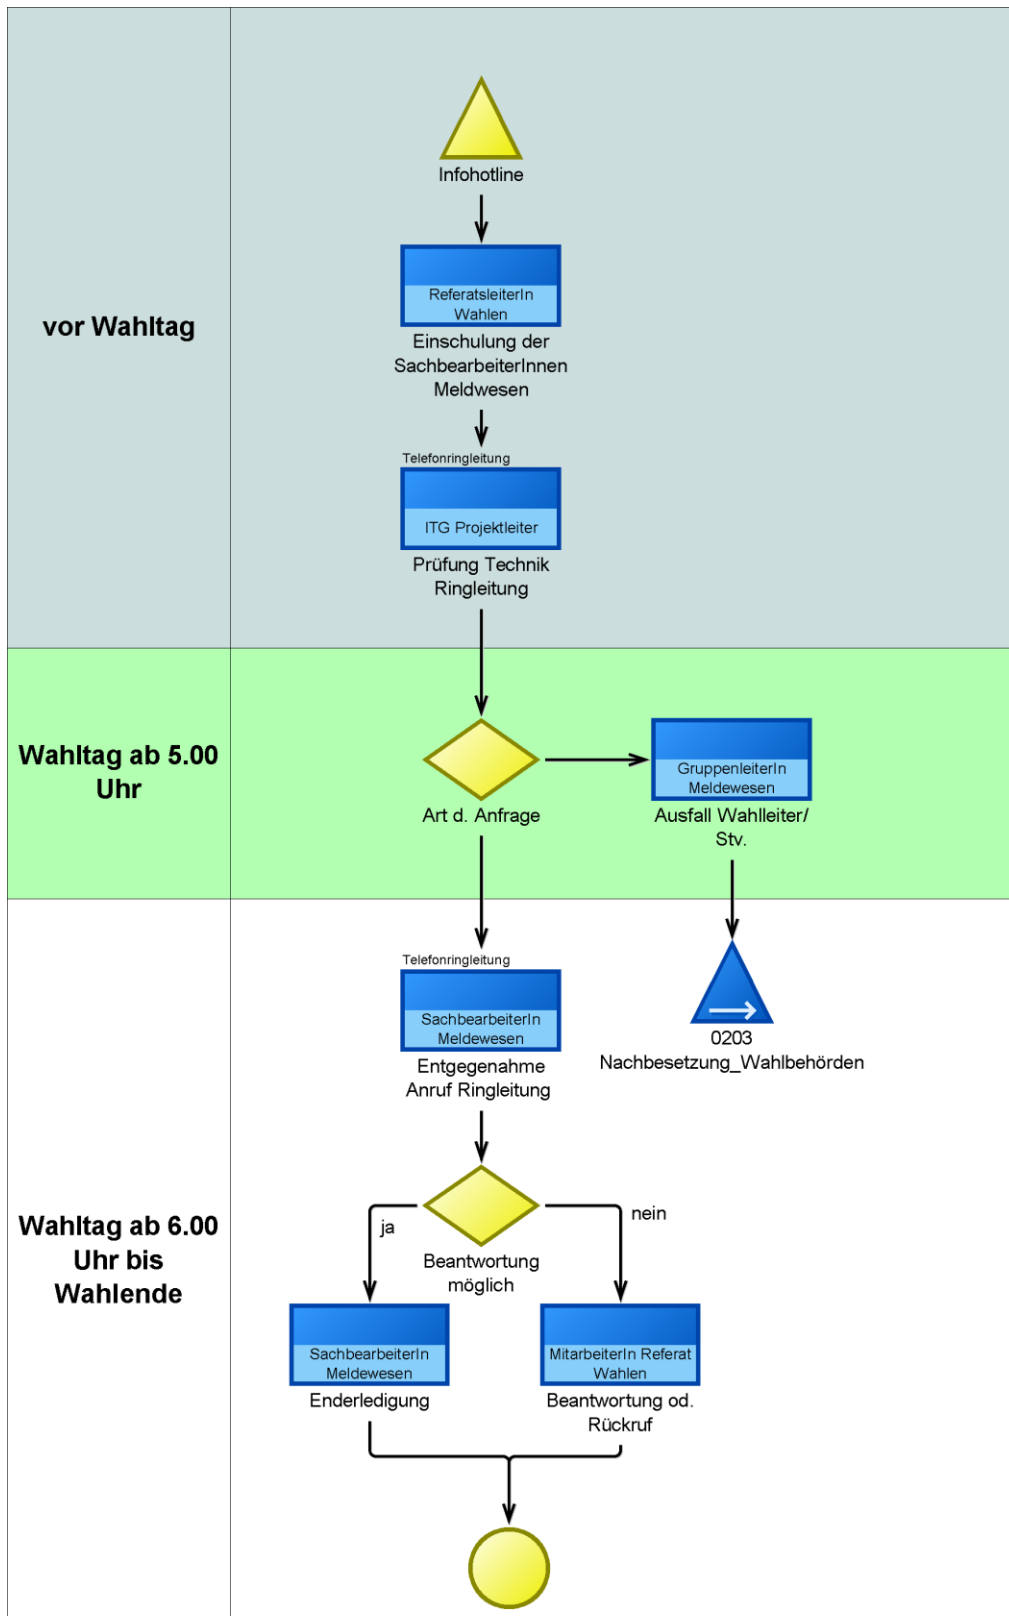 vor Wahltag
Infohotline
ReferatsleiterIn
Wahlen
Einschulung der
SachbearbeiterInnen
Meldwesen
Telefonringleitung
ITG Projektleiter
Prüfung Technik
Ringleitung
Wahltag ab 5.00
Uhr
Art d. Anfrage
GruppenleiterIn
Meldewesen
Ausfall Wahlleiter/
Stv.
Wahltag ab 6.00
Uhr bis
Wahlende
Telefonringleitung
SachbearbeiterIn
Meldewesen
Entgegenahme
Anruf Ringleitung
0203
Nachbesetzung_Wahlbehörden
ja
nein
Beantwortung
möglich
SachbearbeiterIn
Meldewesen
Enderledigung
MitarbeiterIn Referat
Wahlen
Beantwortung od.
Rückruf